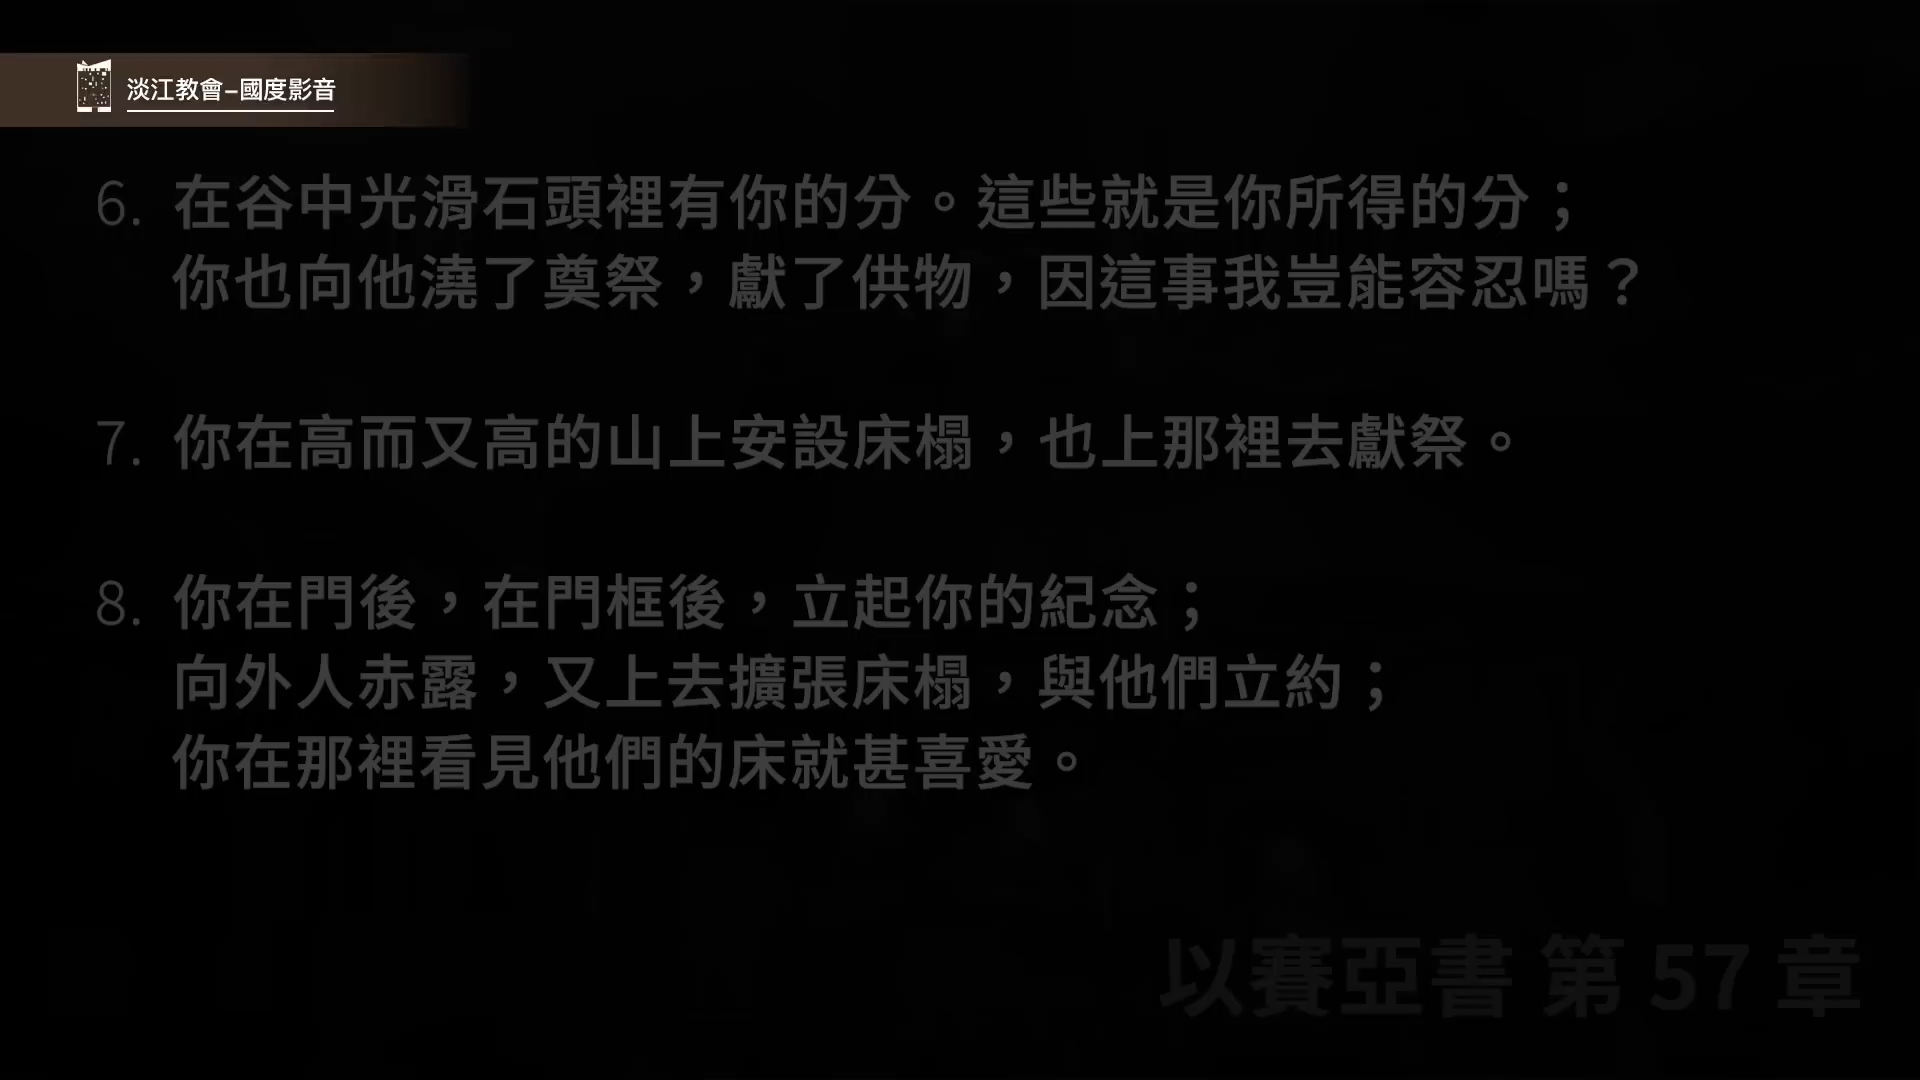 淡江教會–國度影音
6. 在谷中光滑石頭裡有你的分。這些就是你所得的分；
你也向他澆了奠祭，獻了供物，因這事我豈能容忍嗎？
7. 你在高而又高的山上安設床榻，也上那裡去獻祭。
8. 你在門後，在門框後，立起你的紀念；
向外人赤露，又上去擴張床榻，與他們立約；
你在那裡看見他們的床就甚喜愛。
以賽亞書 第 57 章